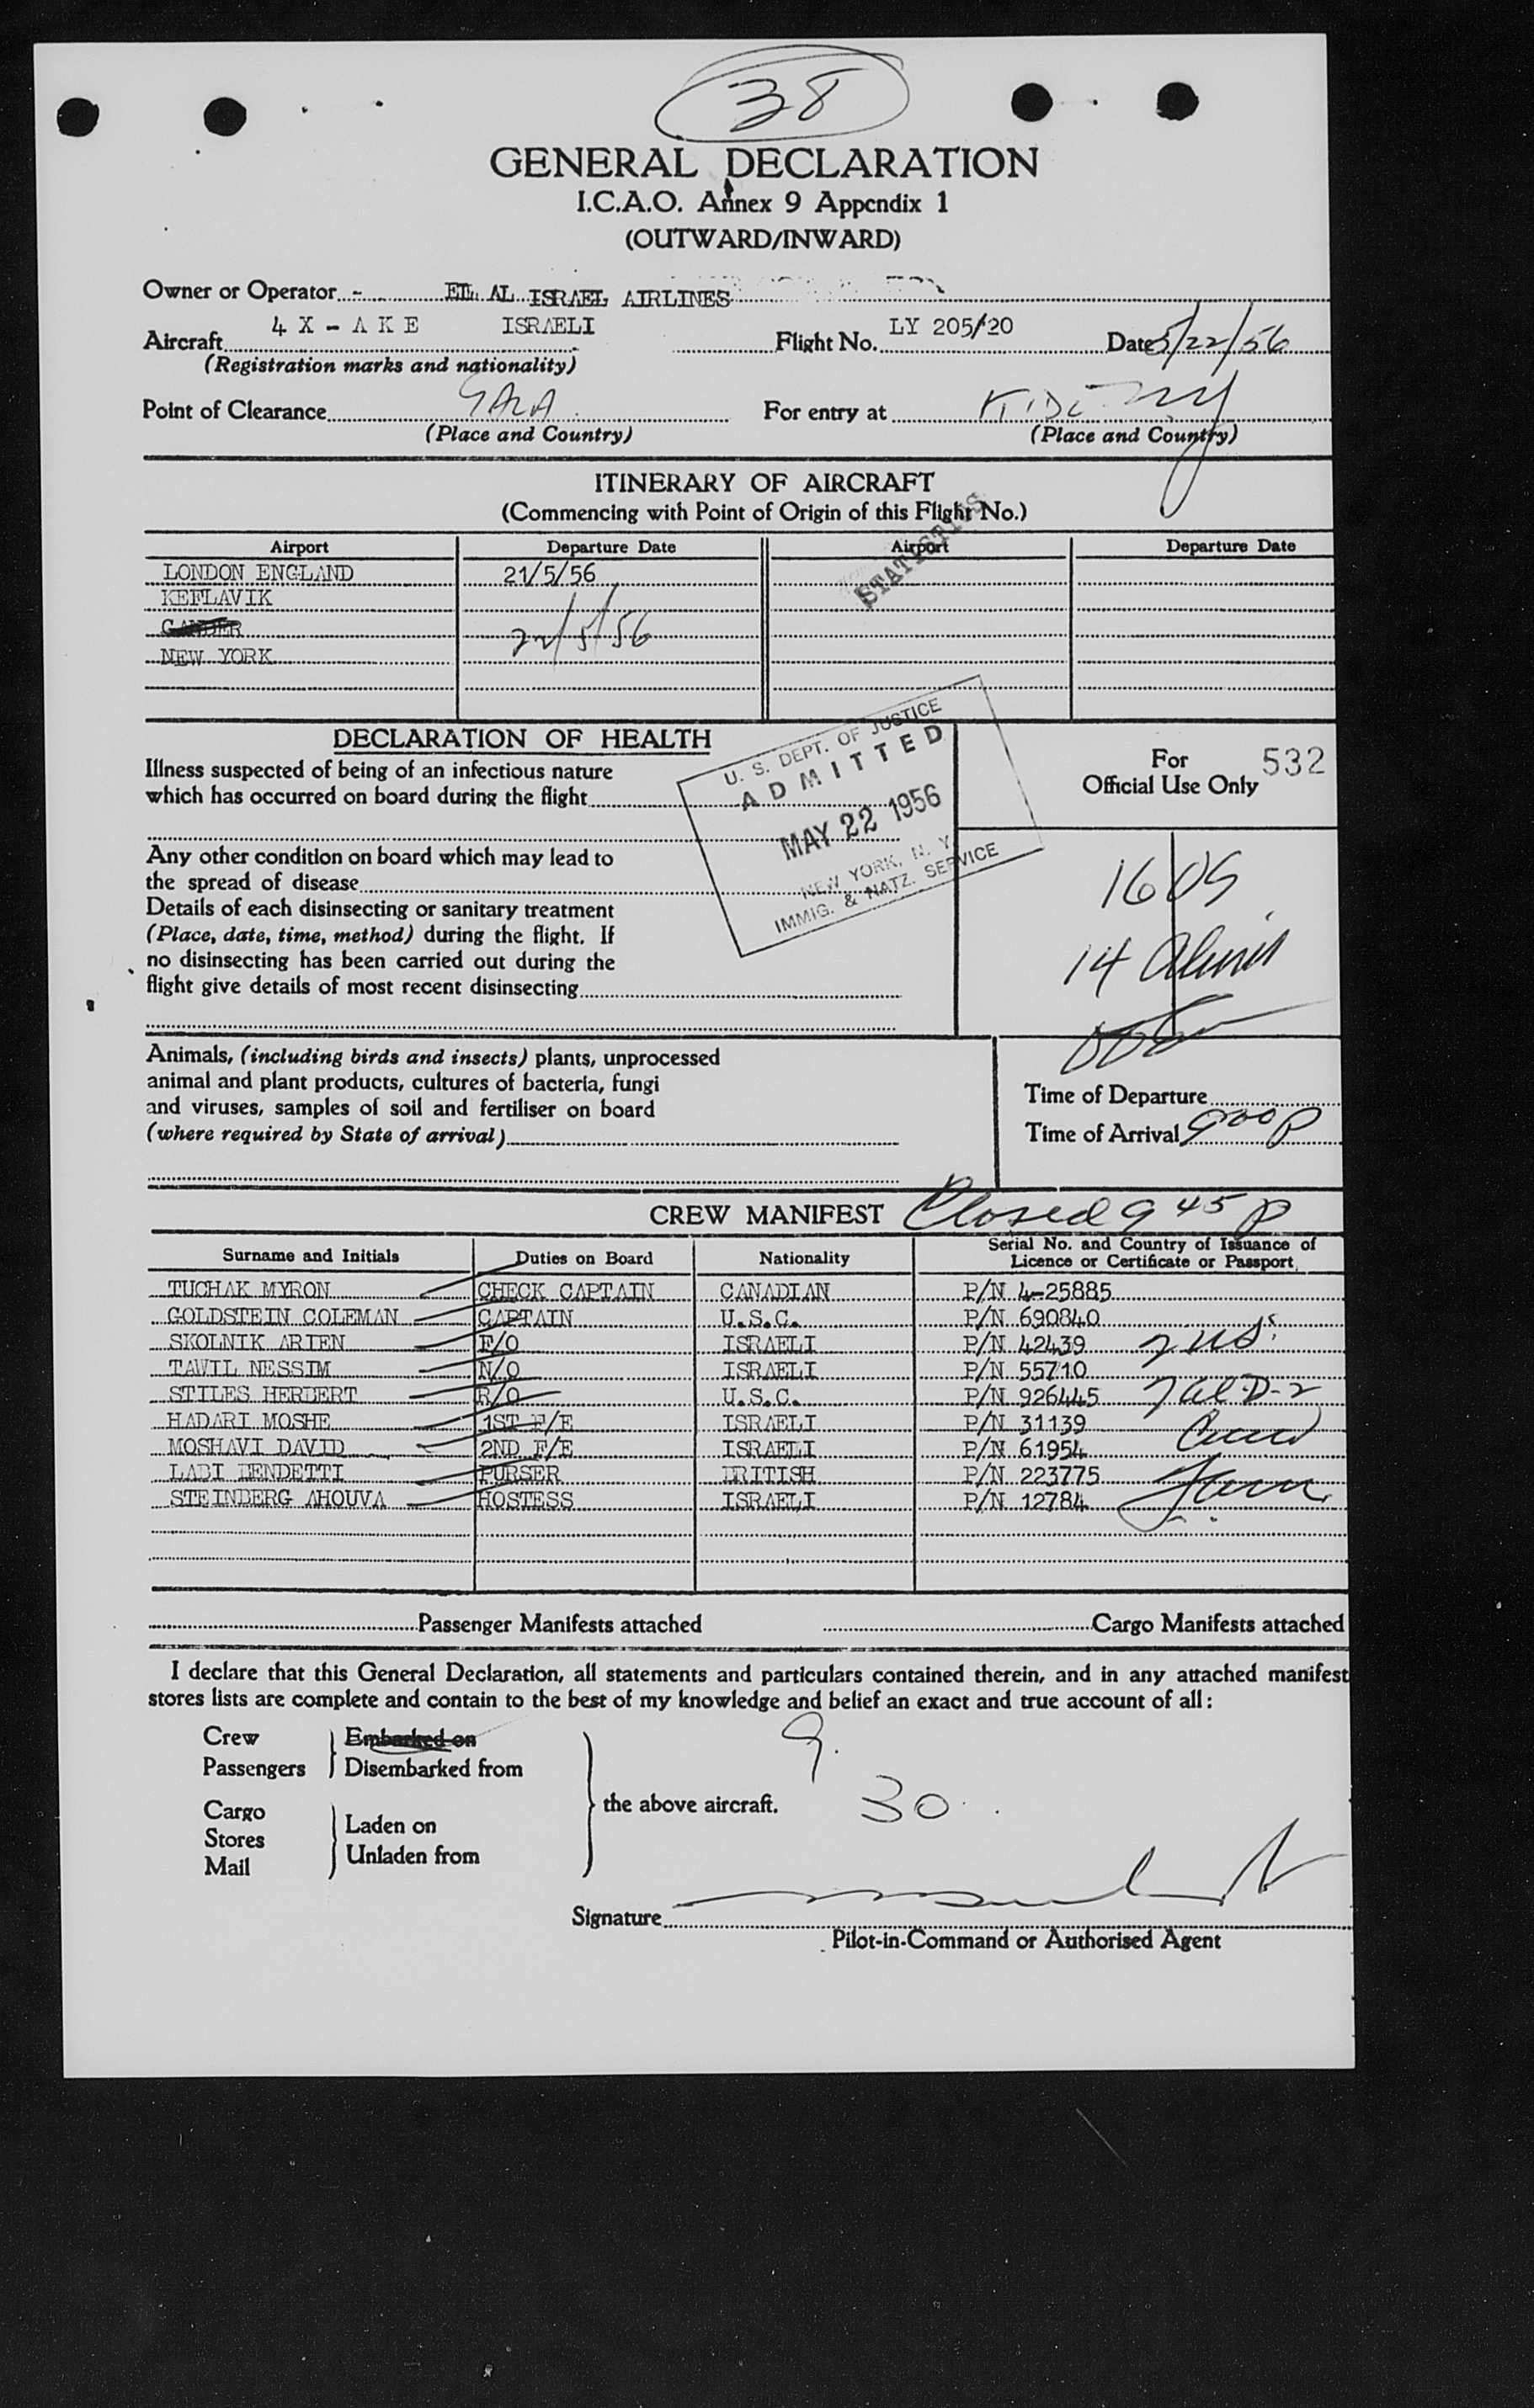 38
GENERAL DECLARATION
I.C.A.O. Annex 9 Appendix 1
(OUTWARD/INWARD)
Owner or Operator - EL AL ISRAEL AIRLINES
Aircraft 4 X - A K E ISRAELI Flight No. LY 205/20 Date 5/22/56
(Registration marks and nationality)
Point of Clearance For entry at
(Place and Country) (Place and Country)
ITINERARY OF AIRCRAFT
(Commencing with Point of Origin of this Flight No.)
STATISTICS
Airport Departure Date Airport Departure Date
LONDON ENGLAND 21/5/56
KEFLAVIK
GANDER 22/5/56
NEW YORK
DECLARATION OF HEALTH
Illness suspected of being of an infectious nature
which has occurred on board during the flight
Any other condition on board which may lead to
the spread of disease
Details of each disinsecting or sanitary treatment
(Place, date, time, method) during the flight. If
no disinsecting has been carried out during the
flight give details of most recent disinsecting
U. S. DEPT. OF JUSTICE
ADMITTED
MAY 22 1956
NEW YORK, N. Y.
IMMIG. & NATZ. SERVICE
For 532
Official Use Only
14
Animals, (including birds and insects) plants, unprocessed
animal and plant products, cultures of bacteria, fungi
and viruses, samples of soil and fertiliser on board
(where required by State of arrival)
Time of Departure
Time of Arrival 900 P
CREW MANIFEST Closed 9 45 P
Surname and Initials Duties on Board Nationality Serial No. and Country of Issuance of
Licence or Certificate or Passport
TUCHAK MYRON CHECK CAPTAIN CANADIAN P/N 4-25885
GOLDSTEIN COLEMAN CAPTAIN U.S.C. P/N 690840
SKOLNIK ARIEN F/O ISRAELI P/N 42439
TAWIL NESSIM N/O ISRAELI P/N 55710
STILES HERBERT R/O U.S.C. P/N 926445
HADARI MOSHE 1ST F/E ISRAELI P/N 31139
MOSHAVI DAVID 2ND F/E ISRAELI P/N 61954
LABI BENDETTI PURSER BRITISH P/N 223775
STEINBERG AHOUVA HOSTESS ISRAELI P/N 12784
Passenger Manifests attached Cargo Manifests attached
I declare that this General Declaration, all statements and particulars contained therein, and in any attached manifest
stores lists are complete and contain to the best of my knowledge and belief an exact and true account of all:
Crew Embarked on 9.
Passengers Disembarked from
the above aircraft. 30
Cargo Laden on
Stores
Mail Unladen from
Signature
Pilot-in-Command or Authorised Agent